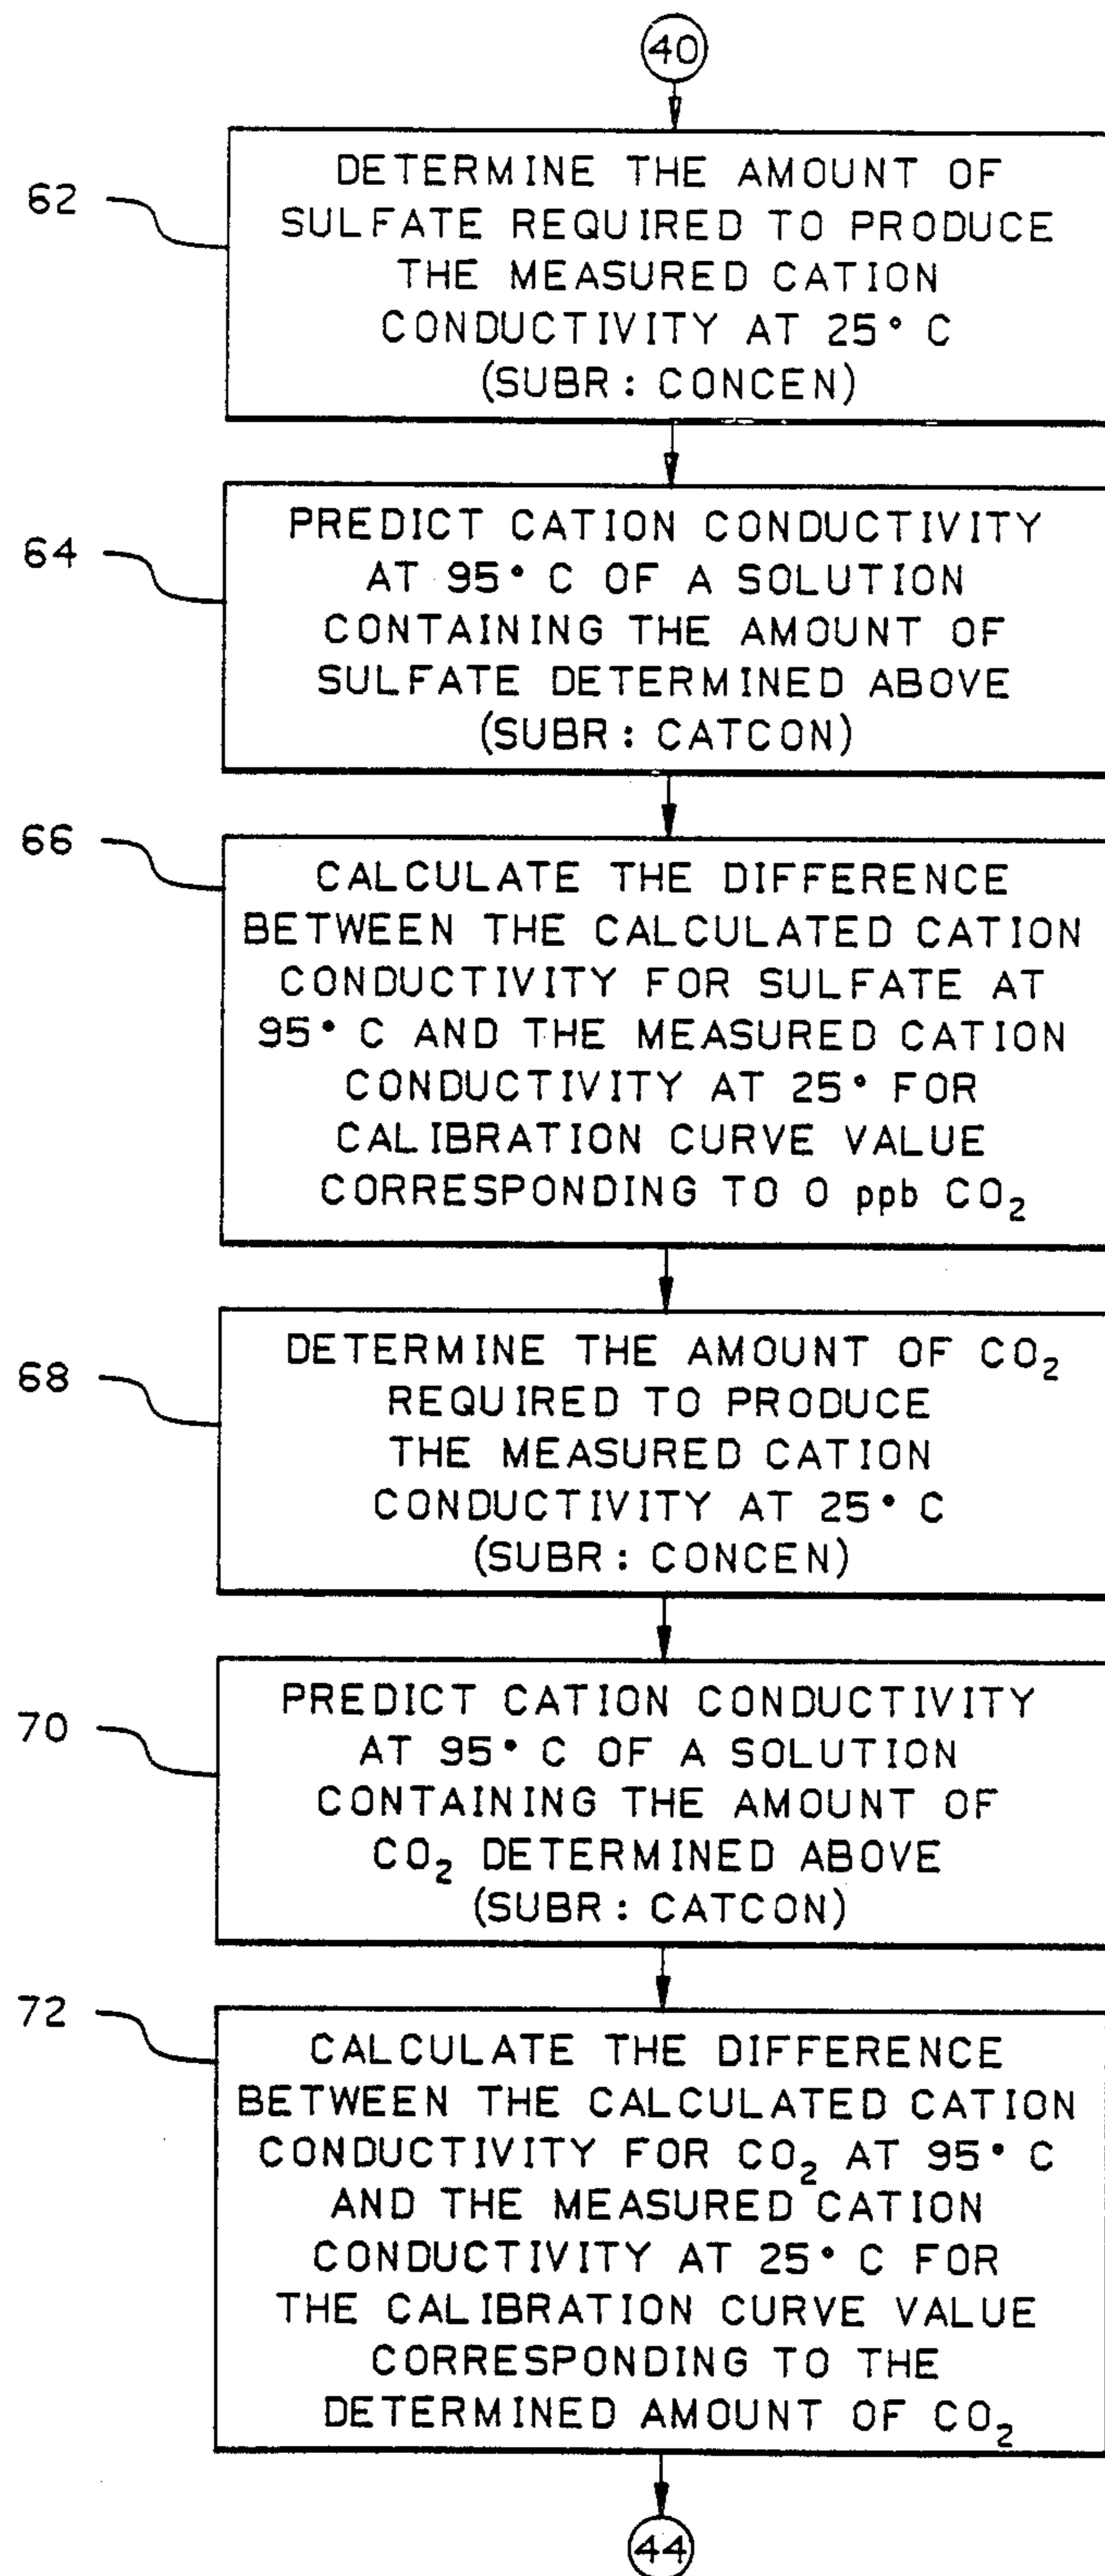 40
62
DETERMINE THE AMOUNT OF
SULFATE REQUIRED TO PRODUCE
THE MEASURED CATION
CONDUCTIVITY AT 25° C
(SUBR: CONCEN)
64
PREDICT CATION CONDUCTIVITY
AT 95° C OF A SOLUTION
CONTAINING THE AMOUNT OF
SULFATE DETERMINED ABOVE
(SUBR: CATCON)
66
CALCULATE THE DIFFERENCE
BETWEEN THE CALCULATED CATION
CONDUCTIVITY FOR SULFATE AT
95° C AND THE MEASURED CATION
CONDUCTIVITY AT 25° FOR
CALIBRATION CURVE VALUE
CORRESPONDING TO 0 ppb CO₂
68
DETERMINE THE AMOUNT OF CO₂
REQUIRED TO PRODUCE
THE MEASURED CATION
CONDUCTIVITY AT 25° C
(SUBR: CONCEN)
70
PREDICT CATION CONDUCTIVITY
AT 95° C OF A SOLUTION
CONTAINING THE AMOUNT OF
CO₂ DETERMINED ABOVE
(SUBR: CATCON)
72
CALCULATE THE DIFFERENCE
BETWEEN THE CALCULATED CATION
CONDUCTIVITY FOR CO₂ AT 95° C
AND THE MEASURED CATION
CONDUCTIVITY AT 25° C FOR
THE CALIBRATION CURVE VALUE
CORRESPONDING TO THE
DETERMINED AMOUNT OF CO₂
44